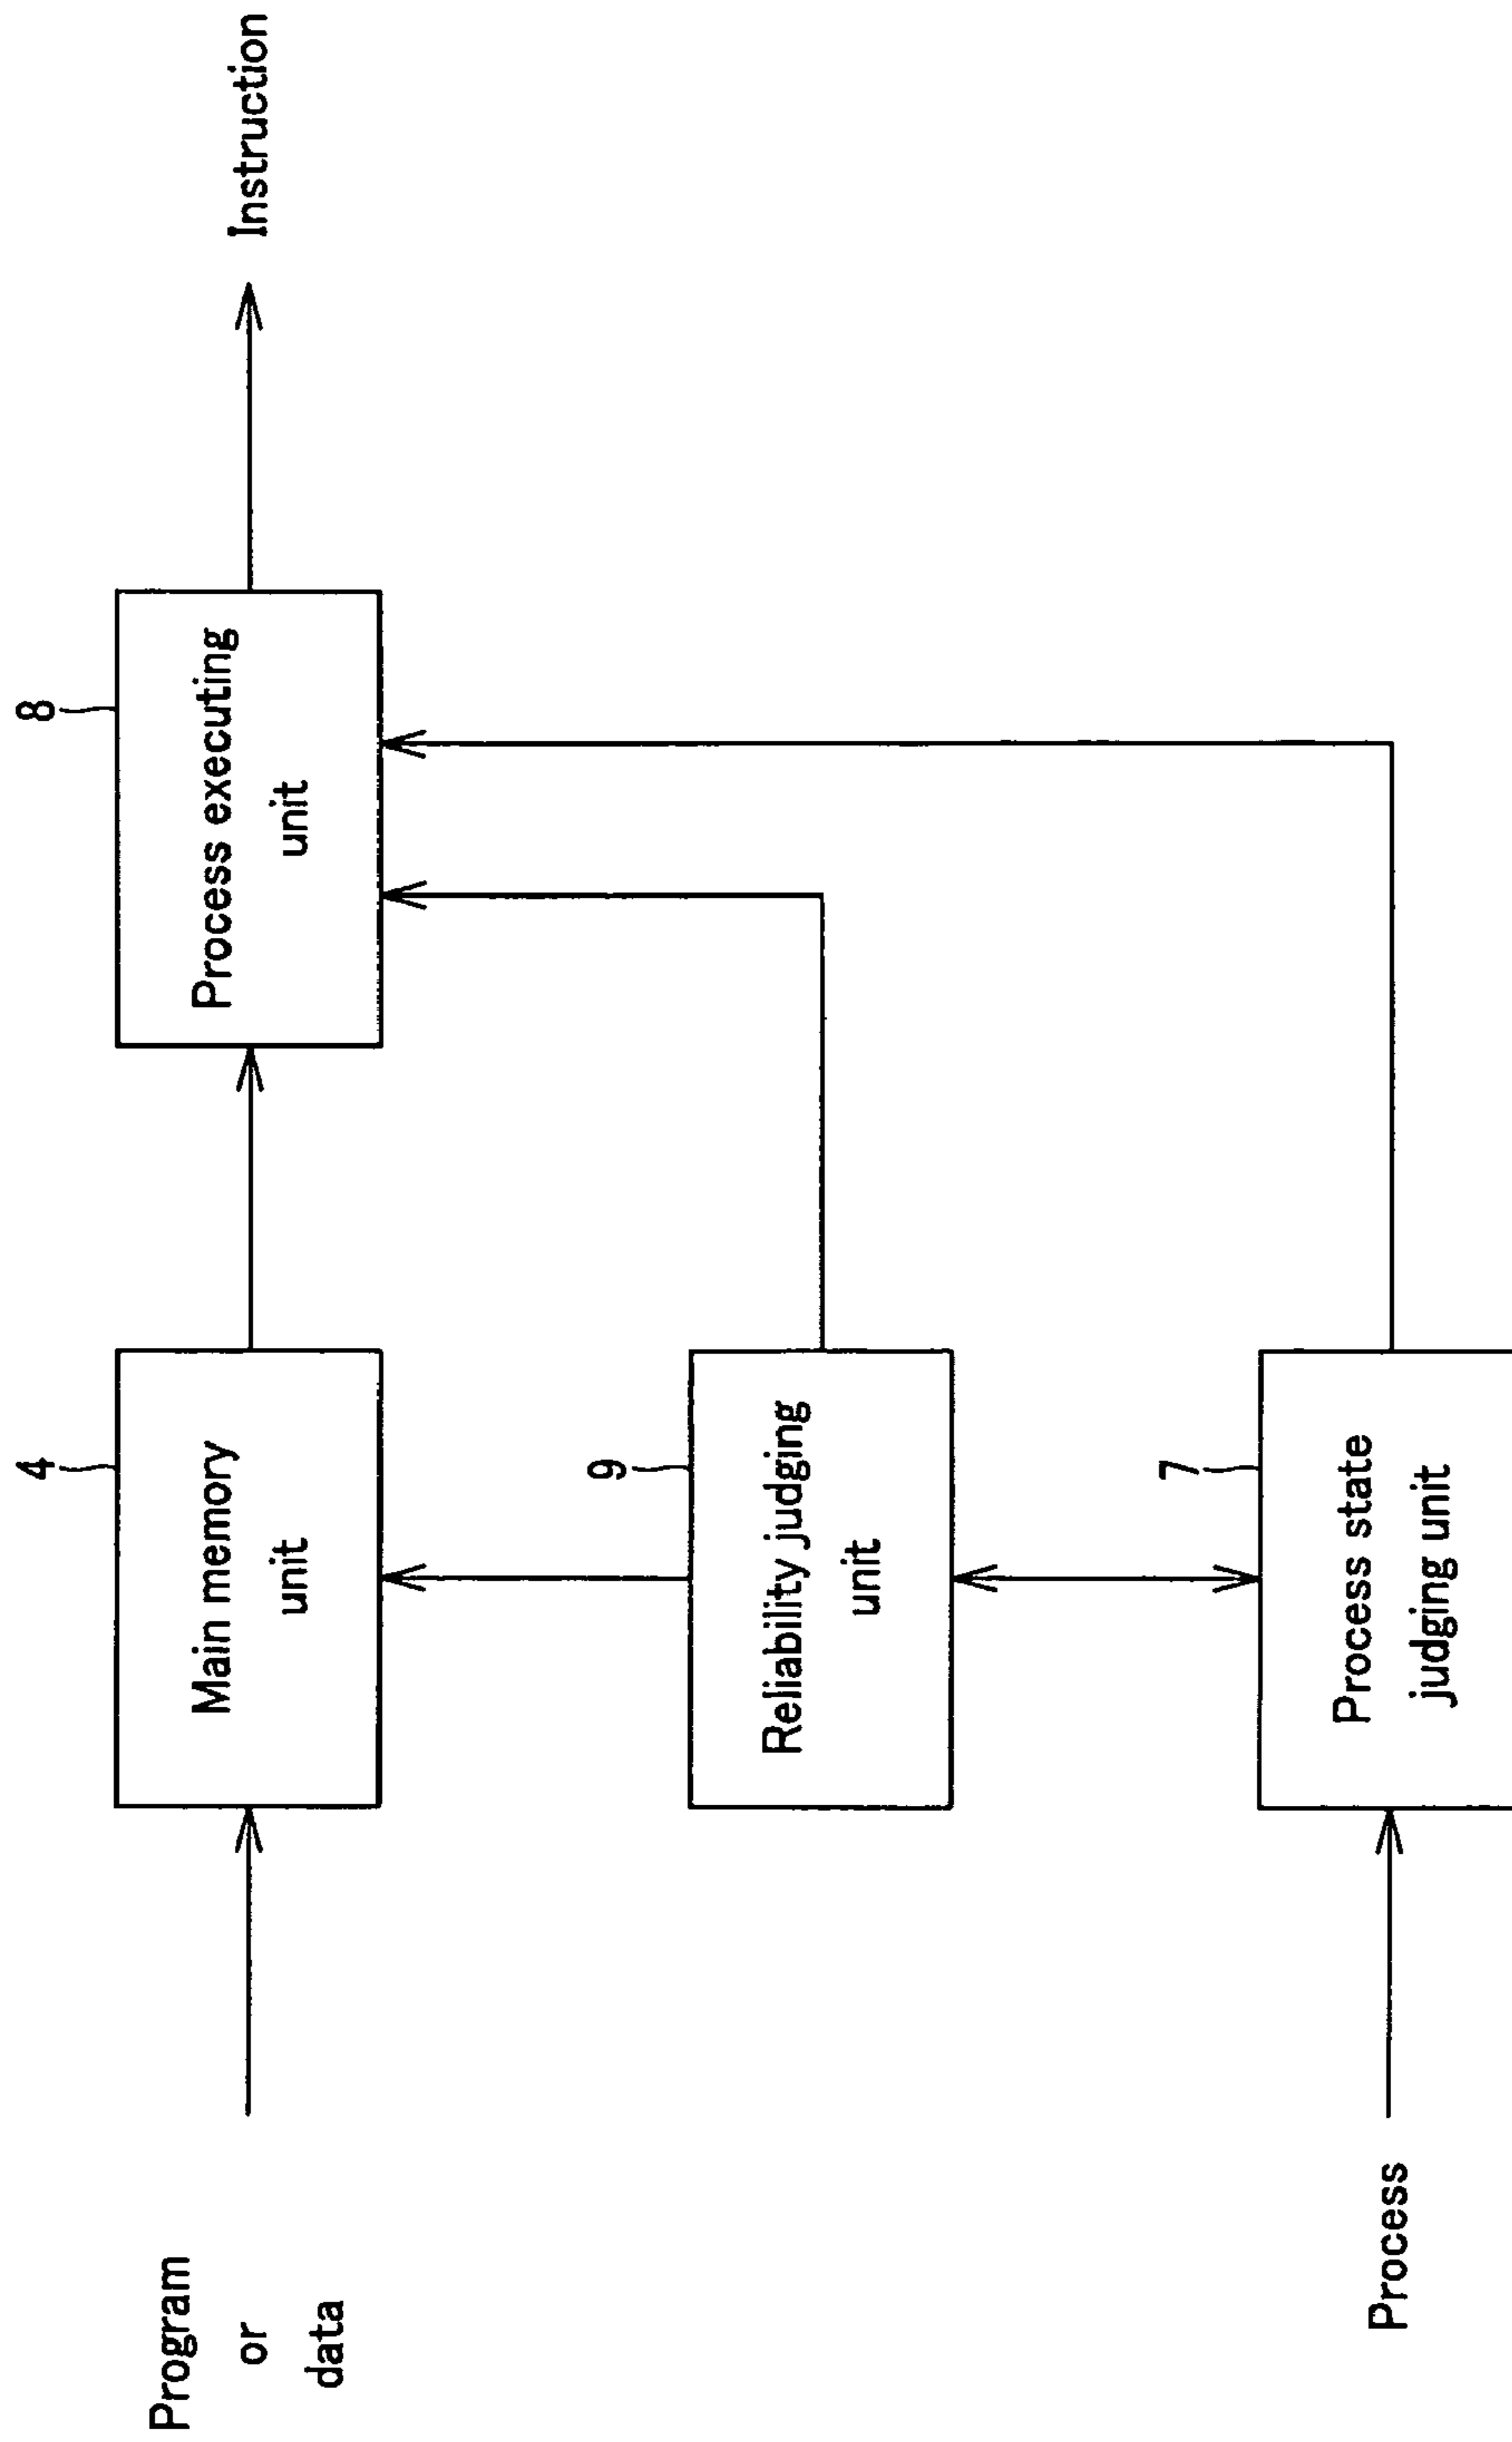 4
8
Program
or
data
Main memory
unit
Process executing
unit
Instruction
9
Reliability judging
unit
7
Process
Process state
judging unit